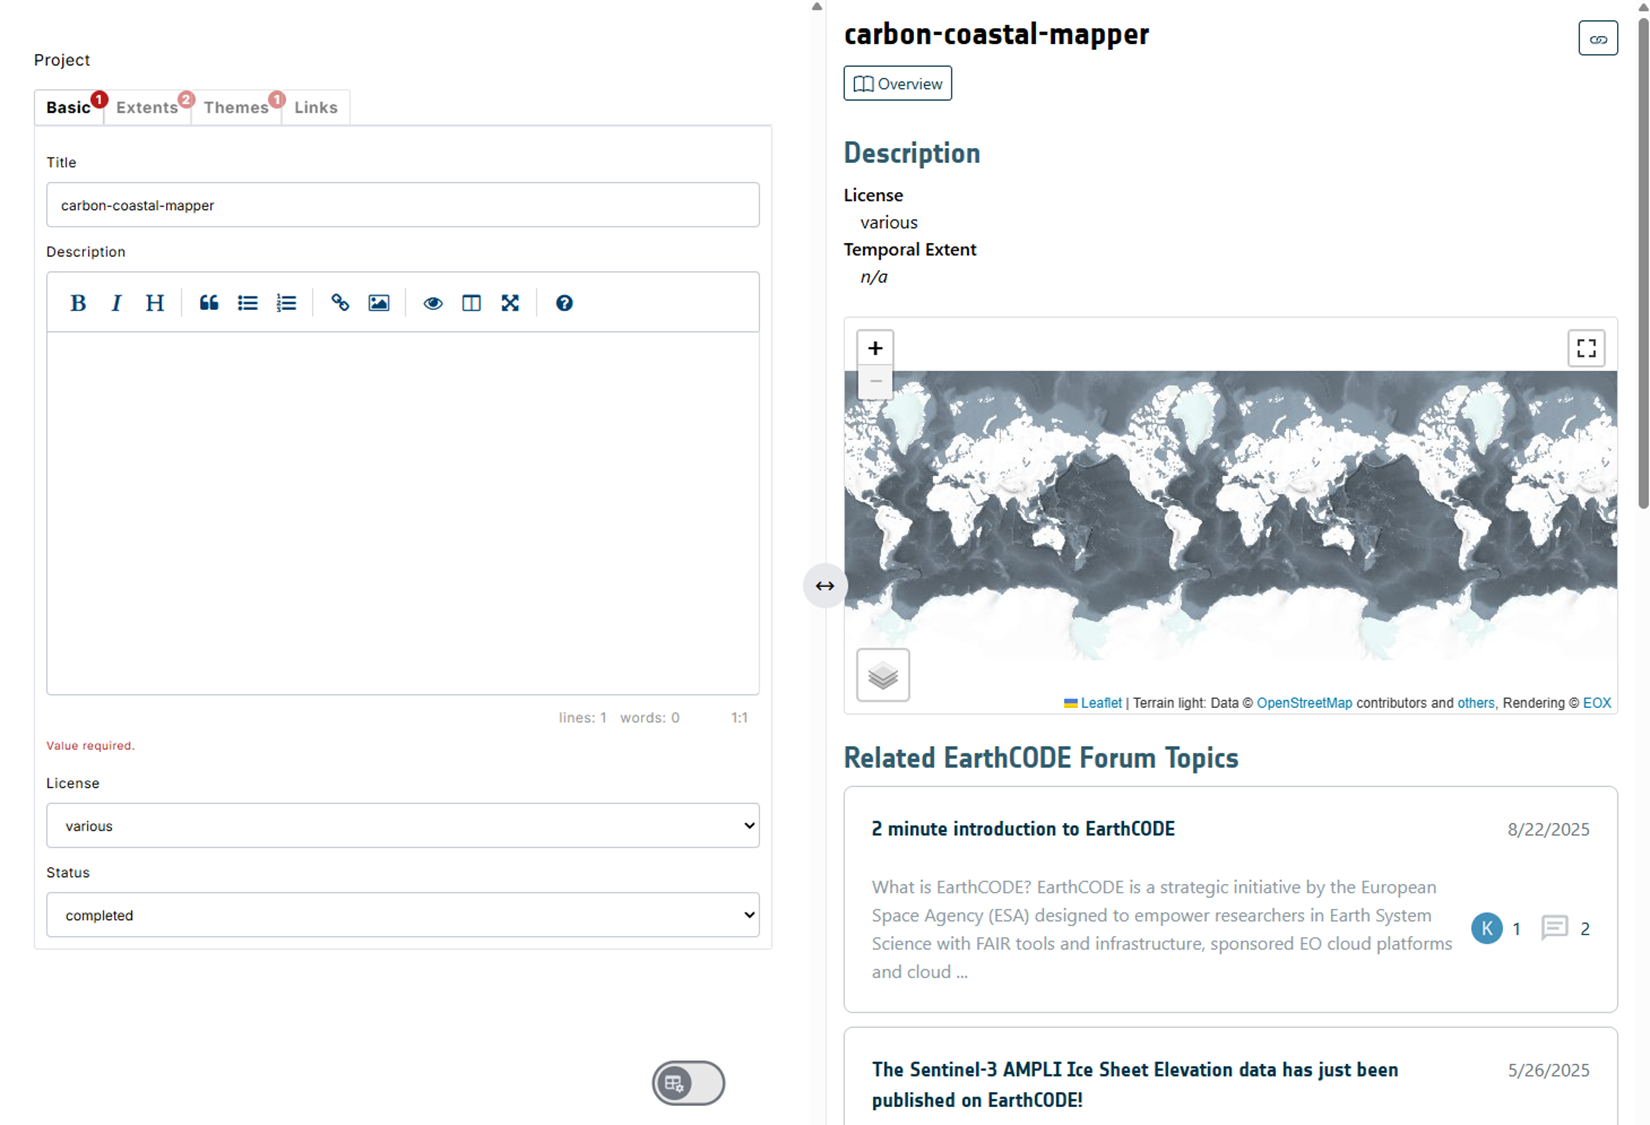 Project
Basic 1 Extents 2 Themes 1 Links
Title
carbon-coastal-mapper
Description
B I H
lines: 1 words: 0 1:1
Value required.
License
various
Status
completed
carbon-coastal-mapper
Overview
Description
License
various
Temporal Extent
n/a
+
−
Leaflet | Terrain light: Data © OpenStreetMap contributors and others, Rendering © EOX
Related EarthCODE Forum Topics
2 minute introduction to EarthCODE 8/22/2025
What is EarthCODE? EarthCODE is a strategic initiative by the European
Space Agency (ESA) designed to empower researchers in Earth System
Science with FAIR tools and infrastructure, sponsored EO cloud platforms
and cloud ...
K 1 2
The Sentinel-3 AMPLI Ice Sheet Elevation data has just been 5/26/2025
published on EarthCODE!